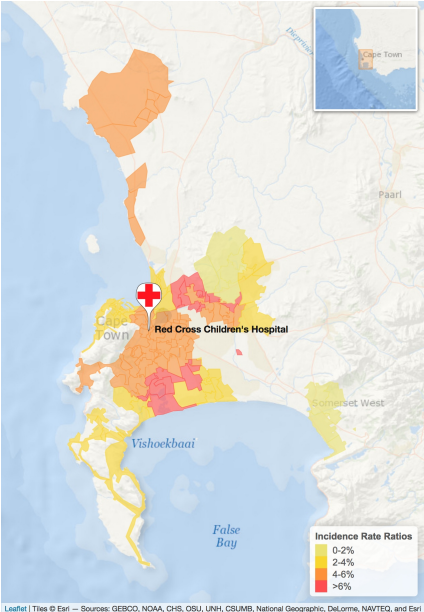 Diepriver
Cape Town
Paarl
Cape
Town
Red Cross Children's Hospital
Somerset West
Vishoekbaai
False
Bay
Incidence Rate Ratios
0-2%
2-4%
4-6%
>6%
Leaflet | Tiles © Esri — Sources: GEBCO, NOAA, CHS, OSU, UNH, CSUMB, National Geographic, DeLorme, NAVTEQ, and Esri